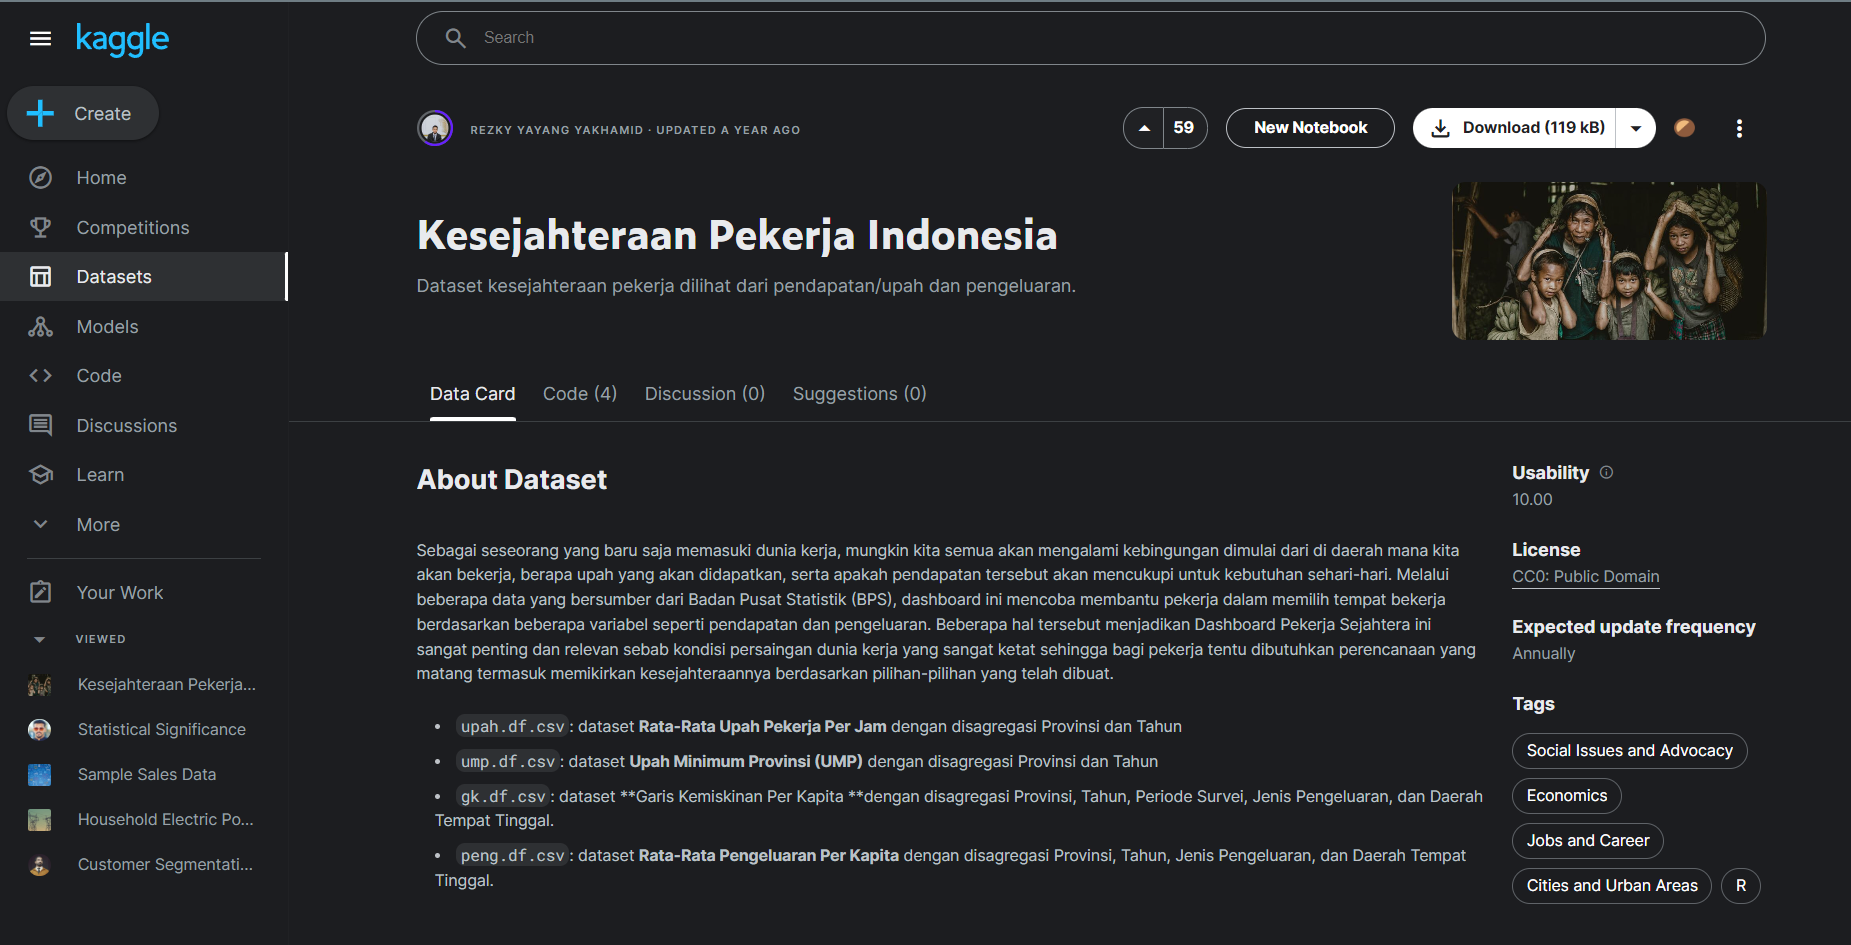 kaggle
Search
Create
Home
Competitions
Datasets
Models
Code
Discussions
Learn
More
Your Work
VIEWED
Kesejahteraan Pekerja...
Statistical Significance
Sample Sales Data
Household Electric Po...
Customer Segmentati...
REZKY YAYANG YAKHAMID · UPDATED A YEAR AGO
59
New Notebook
Download (119 kB)
Kesejahteraan Pekerja Indonesia
Dataset kesejahteraan pekerja dilihat dari pendapatan/upah dan pengeluaran.
Data Card Code (4) Discussion (0) Suggestions (0)
About Dataset
Sebagai seseorang yang baru saja memasuki dunia kerja, mungkin kita semua akan mengalami kebingungan dimulai dari di daerah mana kita
akan bekerja, berapa upah yang akan didapatkan, serta apakah pendapatan tersebut akan mencukupi untuk kebutuhan sehari-hari. Melalui
beberapa data yang bersumber dari Badan Pusat Statistik (BPS), dashboard ini mencoba membantu pekerja dalam memilih tempat bekerja
berdasarkan beberapa variabel seperti pendapatan dan pengeluaran. Beberapa hal tersebut menjadikan Dashboard Pekerja Sejahtera ini
sangat penting dan relevan sebab kondisi persaingan dunia kerja yang sangat ketat sehingga bagi pekerja tentu dibutuhkan perencanaan yang
matang termasuk memikirkan kesejahteraannya berdasarkan pilihan-pilihan yang telah dibuat.
• upah.df.csv: dataset Rata-Rata Upah Pekerja Per Jam dengan disagregasi Provinsi dan Tahun
• ump.df.csv: dataset Upah Minimum Provinsi (UMP) dengan disagregasi Provinsi dan Tahun
• gk.df.csv: dataset **Garis Kemiskinan Per Kapita **dengan disagregasi Provinsi, Tahun, Periode Survei, Jenis Pengeluaran, dan Daerah
Tempat Tinggal.
• peng.df.csv: dataset Rata-Rata Pengeluaran Per Kapita dengan disagregasi Provinsi, Tahun, Jenis Pengeluaran, dan Daerah Tempat
Tinggal.
Usability
10.00
License
CC0: Public Domain
Expected update frequency
Annually
Tags
Social Issues and Advocacy
Economics
Jobs and Career
Cities and Urban Areas R